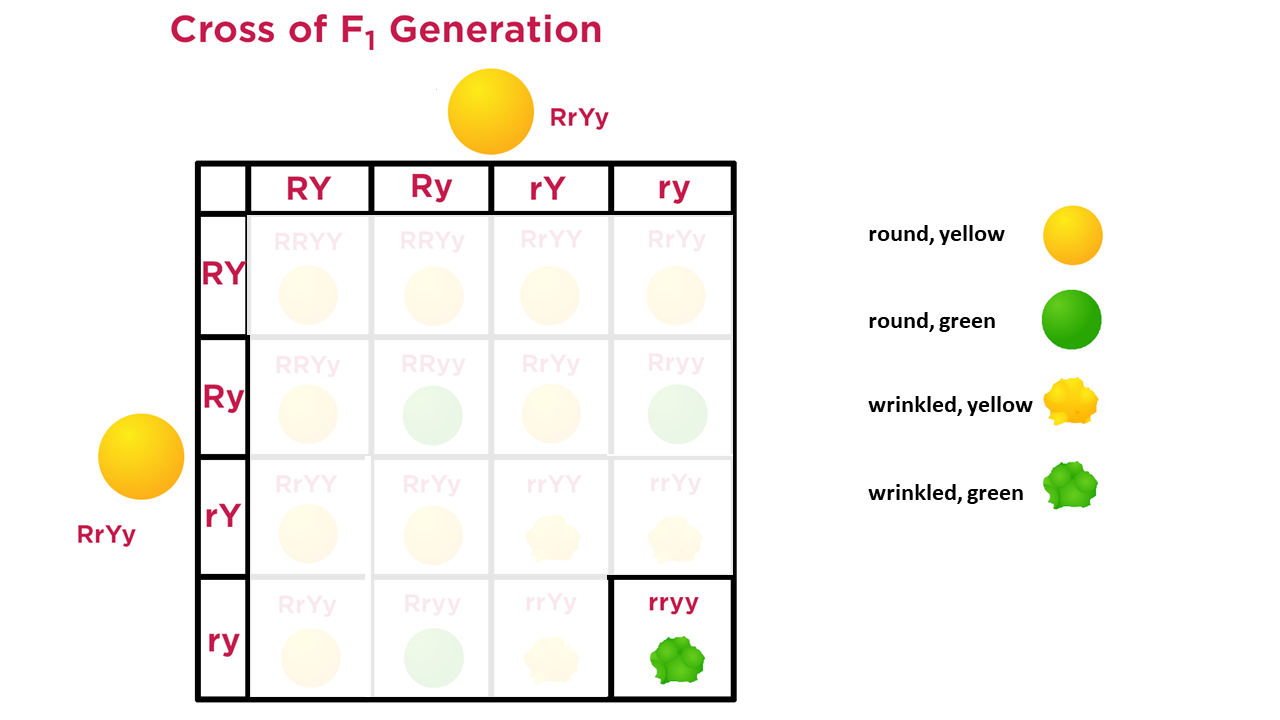 Cross of F₁ Generation
RrYy
RY Ry rY ry
RY RRYY RRYy RrYY RrYy
Ry RRYy RRyy RrYy Rryy
rY RrYY RrYy rrYY rrYy
ry RrYy Rryy rrYy rryy
RrYy
round, yellow
round, green
wrinkled, yellow
wrinkled, green